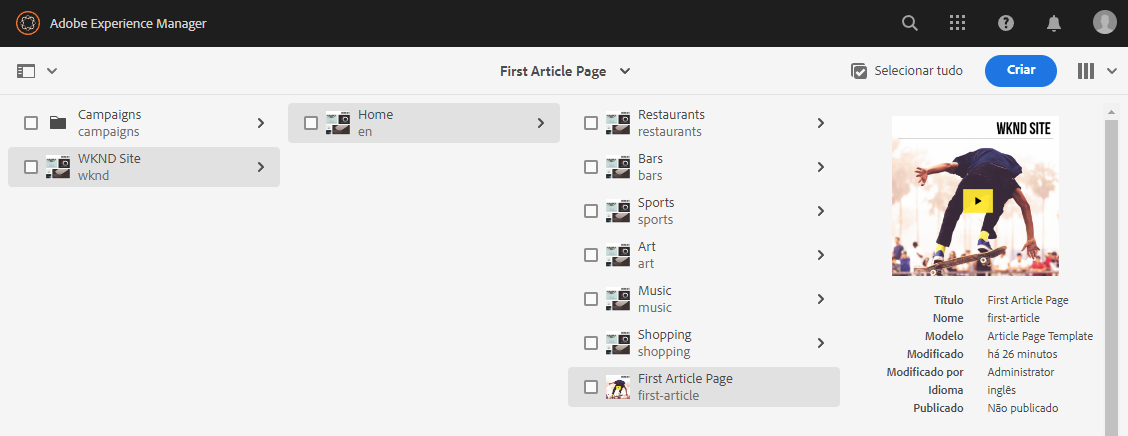 Adobe Experience Manager
First Article Page
Selecionar tudo
Criar
Campaigns
campaigns
WKND Site
wknd
Home
en
Restaurants
restaurants
Bars
bars
Sports
sports
Art
art
Music
music
Shopping
shopping
First Article Page
first-article
WKND SITE
Título First Article Page
Nome first-article
Modelo Article Page Template
Modificado há 26 minutos
Modificado por Administrator
Idioma inglês
Publicado Não publicado